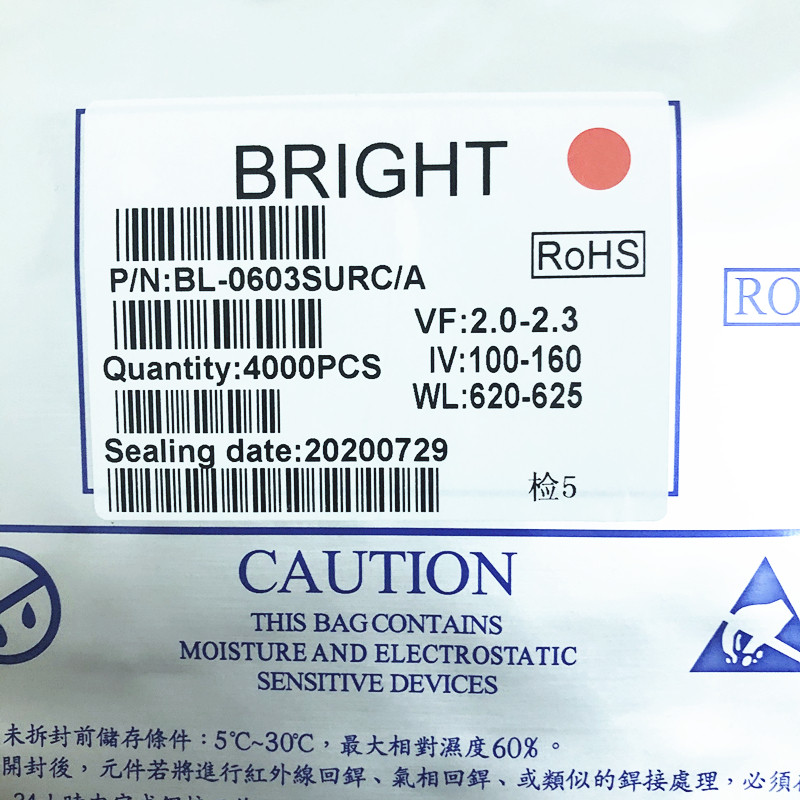 BRIGHT
P/N:BL-0603SURC/A
RoHS
VF:2.0-2.3
Quantity:4000PCS
IV:100-160
WL:620-625
Sealing date:20200729
检5
RO
CAUTION
THIS BAG CONTAINS
MOISTURE AND ELECTROSTATIC
SENSITIVE DEVICES
未拆封前儲存條件：5℃~30℃，最大相對濕度60%。
開封後，元件若將進行紅外線回銲、氣相回銲、或類似的銲接處理，必須